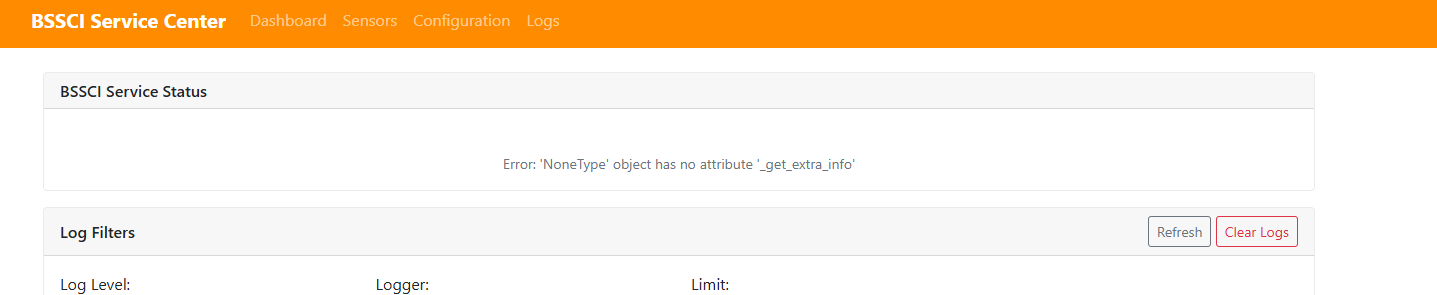 BSSCI Service Center Dashboard Sensors Configuration Logs
BSSCI Service Status
Error: 'NoneType' object has no attribute '_get_extra_info'
Log Filters Refresh Clear Logs
Log Level: Logger: Limit: